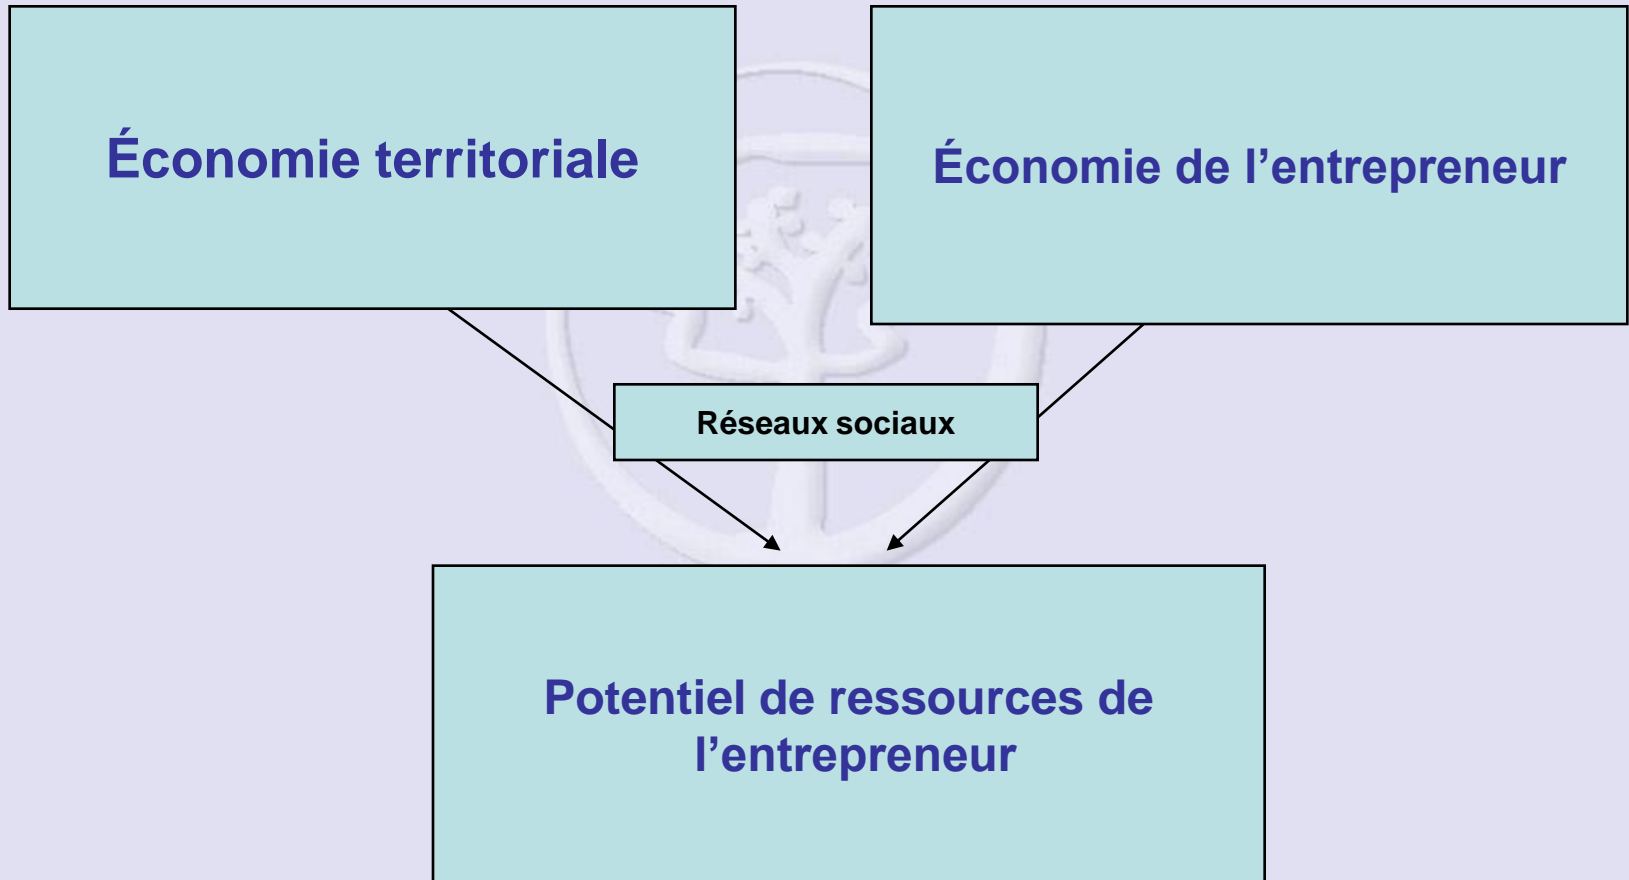 Économie territoriale
Économie de l’entrepreneur
Réseaux sociaux
Potentiel de ressources de
l’entrepreneur